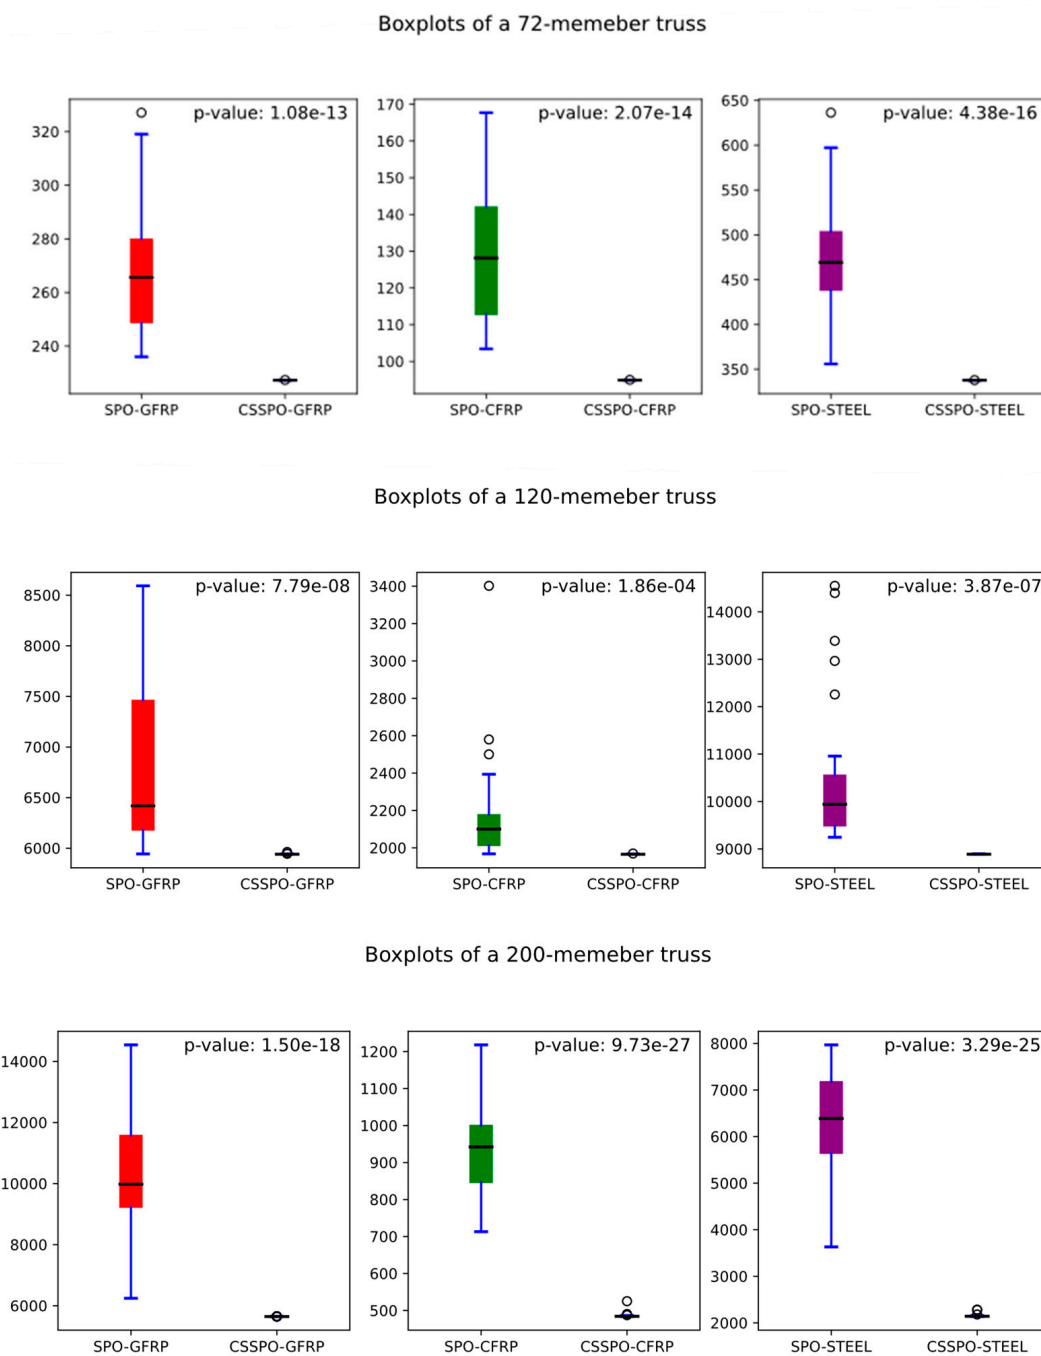 Boxplots of a 72-memeber truss
p-value: 1.08e-13
320
300
280
260
240
SPO-GFRP CSSPO-GFRP
p-value: 2.07e-14
170
160
150
140
130
120
110
100
SPO-CFRP CSSPO-CFRP
p-value: 4.38e-16
650
600
550
500
450
400
350
SPO-STEEL CSSPO-STEEL
Boxplots of a 120-memeber truss
p-value: 7.79e-08
8500
8000
7500
7000
6500
6000
SPO-GFRP CSSPO-GFRP
p-value: 1.86e-04
3400
3200
3000
2800
2600
2400
2200
2000
SPO-CFRP CSSPO-CFRP
p-value: 3.87e-07
14000
13000
12000
11000
10000
9000
SPO-STEEL CSSPO-STEEL
Boxplots of a 200-memeber truss
p-value: 1.50e-18
14000
12000
10000
8000
6000
SPO-GFRP CSSPO-GFRP
p-value: 9.73e-27
1200
1100
1000
900
800
700
600
500
SPO-CFRP CSSPO-CFRP
p-value: 3.29e-25
8000
7000
6000
5000
4000
3000
2000
SPO-STEEL CSSPO-STEEL